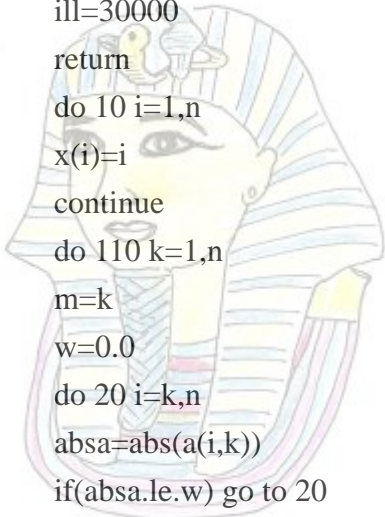 ill=30000
return
do 10 i=1,n
x(i)=i
continue
do 110 k=1,n
m=k
w=0.0
do 20 i=k,n
absa=abs(a(i,k))
if(absa.le.w) go to 20